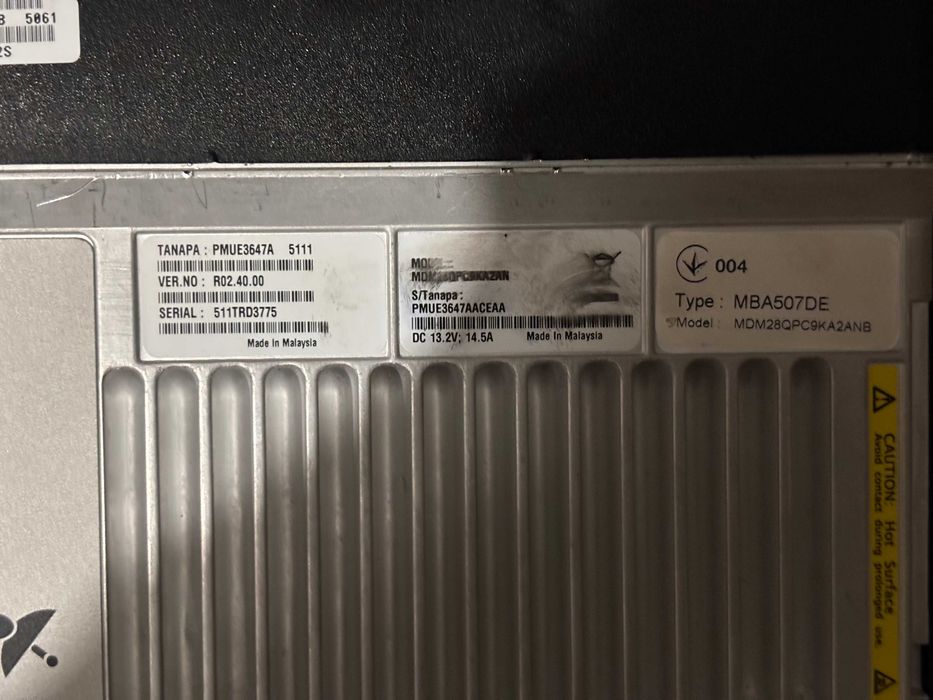 5061
2S
TANAPA : PMUE3647A 5111
VER.NO : R02.40.00
SERIAL : 511TRD3775
Made In Malaysia
S/Tanapa :
PMUE3647AACEAA
DC 13.2V; 14.5A Made In Malaysia
004
Type : MBA507DE
Model : MDM28QPC9KA2ANB
CAUTION: Hot Surface
Avoid contact during prolonged use.